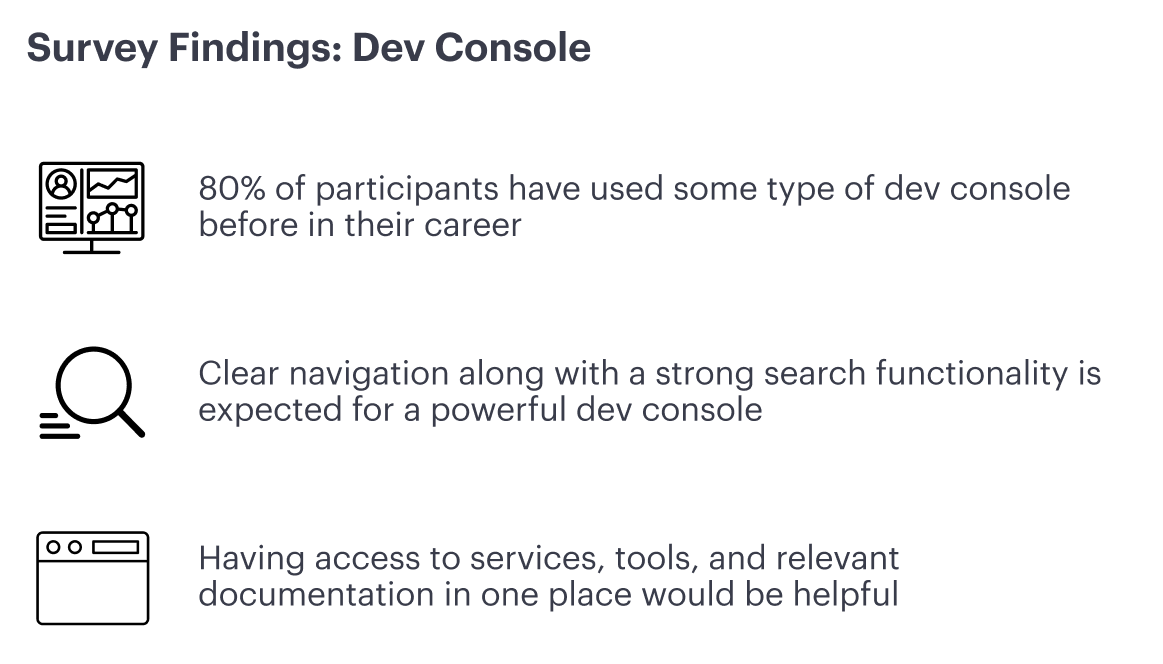 Survey Findings: Dev Console
80% of participants have used some type of dev console
before in their career
Clear navigation along with a strong search functionality is
expected for a powerful dev console
Having access to services, tools, and relevant
documentation in one place would be helpful